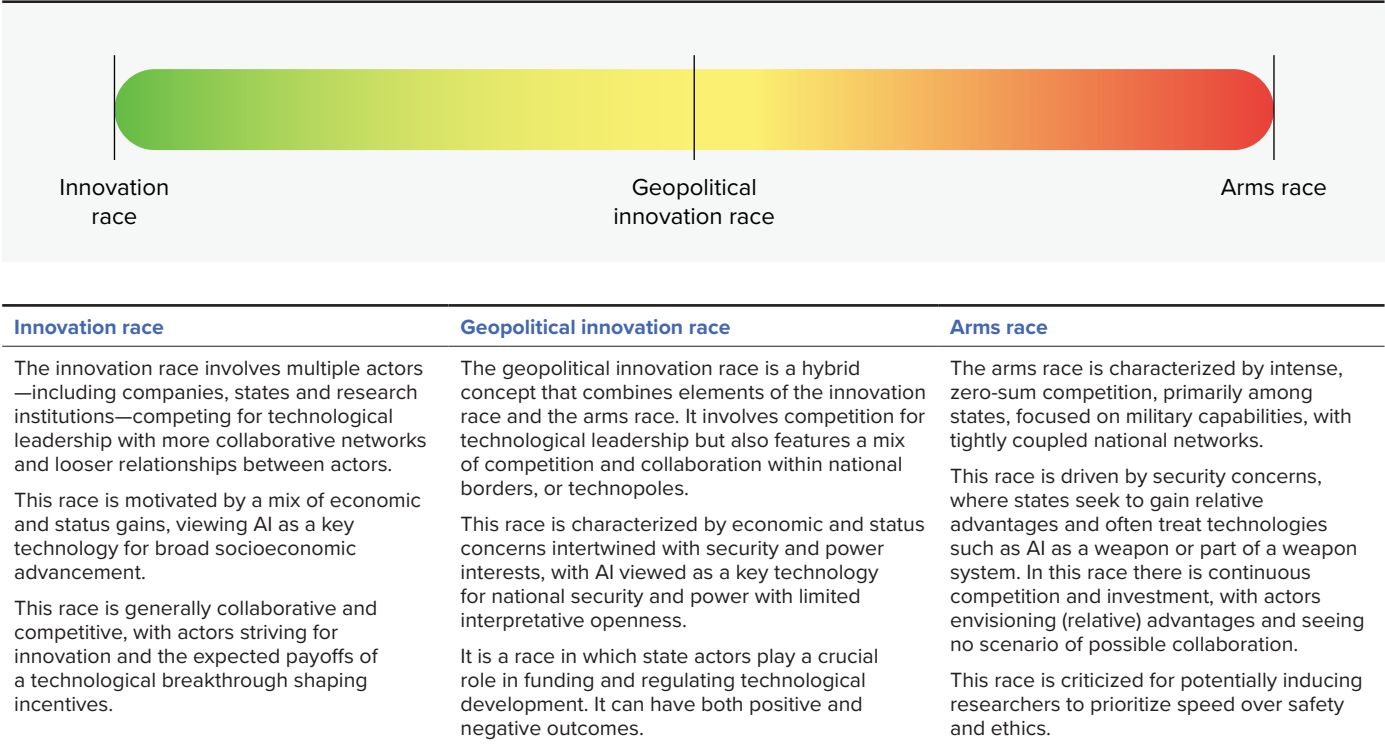 Innovation
race
Geopolitical
innovation race
Arms race
Innovation race
The innovation race involves multiple actors
—including companies, states and research
institutions—competing for technological
leadership with more collaborative networks
and looser relationships between actors.
This race is motivated by a mix of economic
and status gains, viewing AI as a key
technology for broad socioeconomic
advancement.
This race is generally collaborative and
competitive, with actors striving for
innovation and the expected payoffs of
a technological breakthrough shaping
incentives.
Geopolitical innovation race
The geopolitical innovation race is a hybrid
concept that combines elements of the innovation
race and the arms race. It involves competition for
technological leadership but also features a mix
of competition and collaboration within national
borders, or technopoles.
This race is characterized by economic and status
concerns intertwined with security and power
interests, with AI viewed as a key technology
for national security and power with limited
interpretative openness.
It is a race in which state actors play a crucial
role in funding and regulating technological
development. It can have both positive and
negative outcomes.
Arms race
The arms race is characterized by intense,
zero-sum competition, primarily among
states, focused on military capabilities, with
tightly coupled national networks.
This race is driven by security concerns,
where states seek to gain relative
advantages and often treat technologies
such as AI as a weapon or part of a weapon
system. In this race there is continuous
competition and investment, with actors
envisioning (relative) advantages and seeing
no scenario of possible collaboration.
This race is criticized for potentially inducing
researchers to prioritize speed over safety
and ethics.